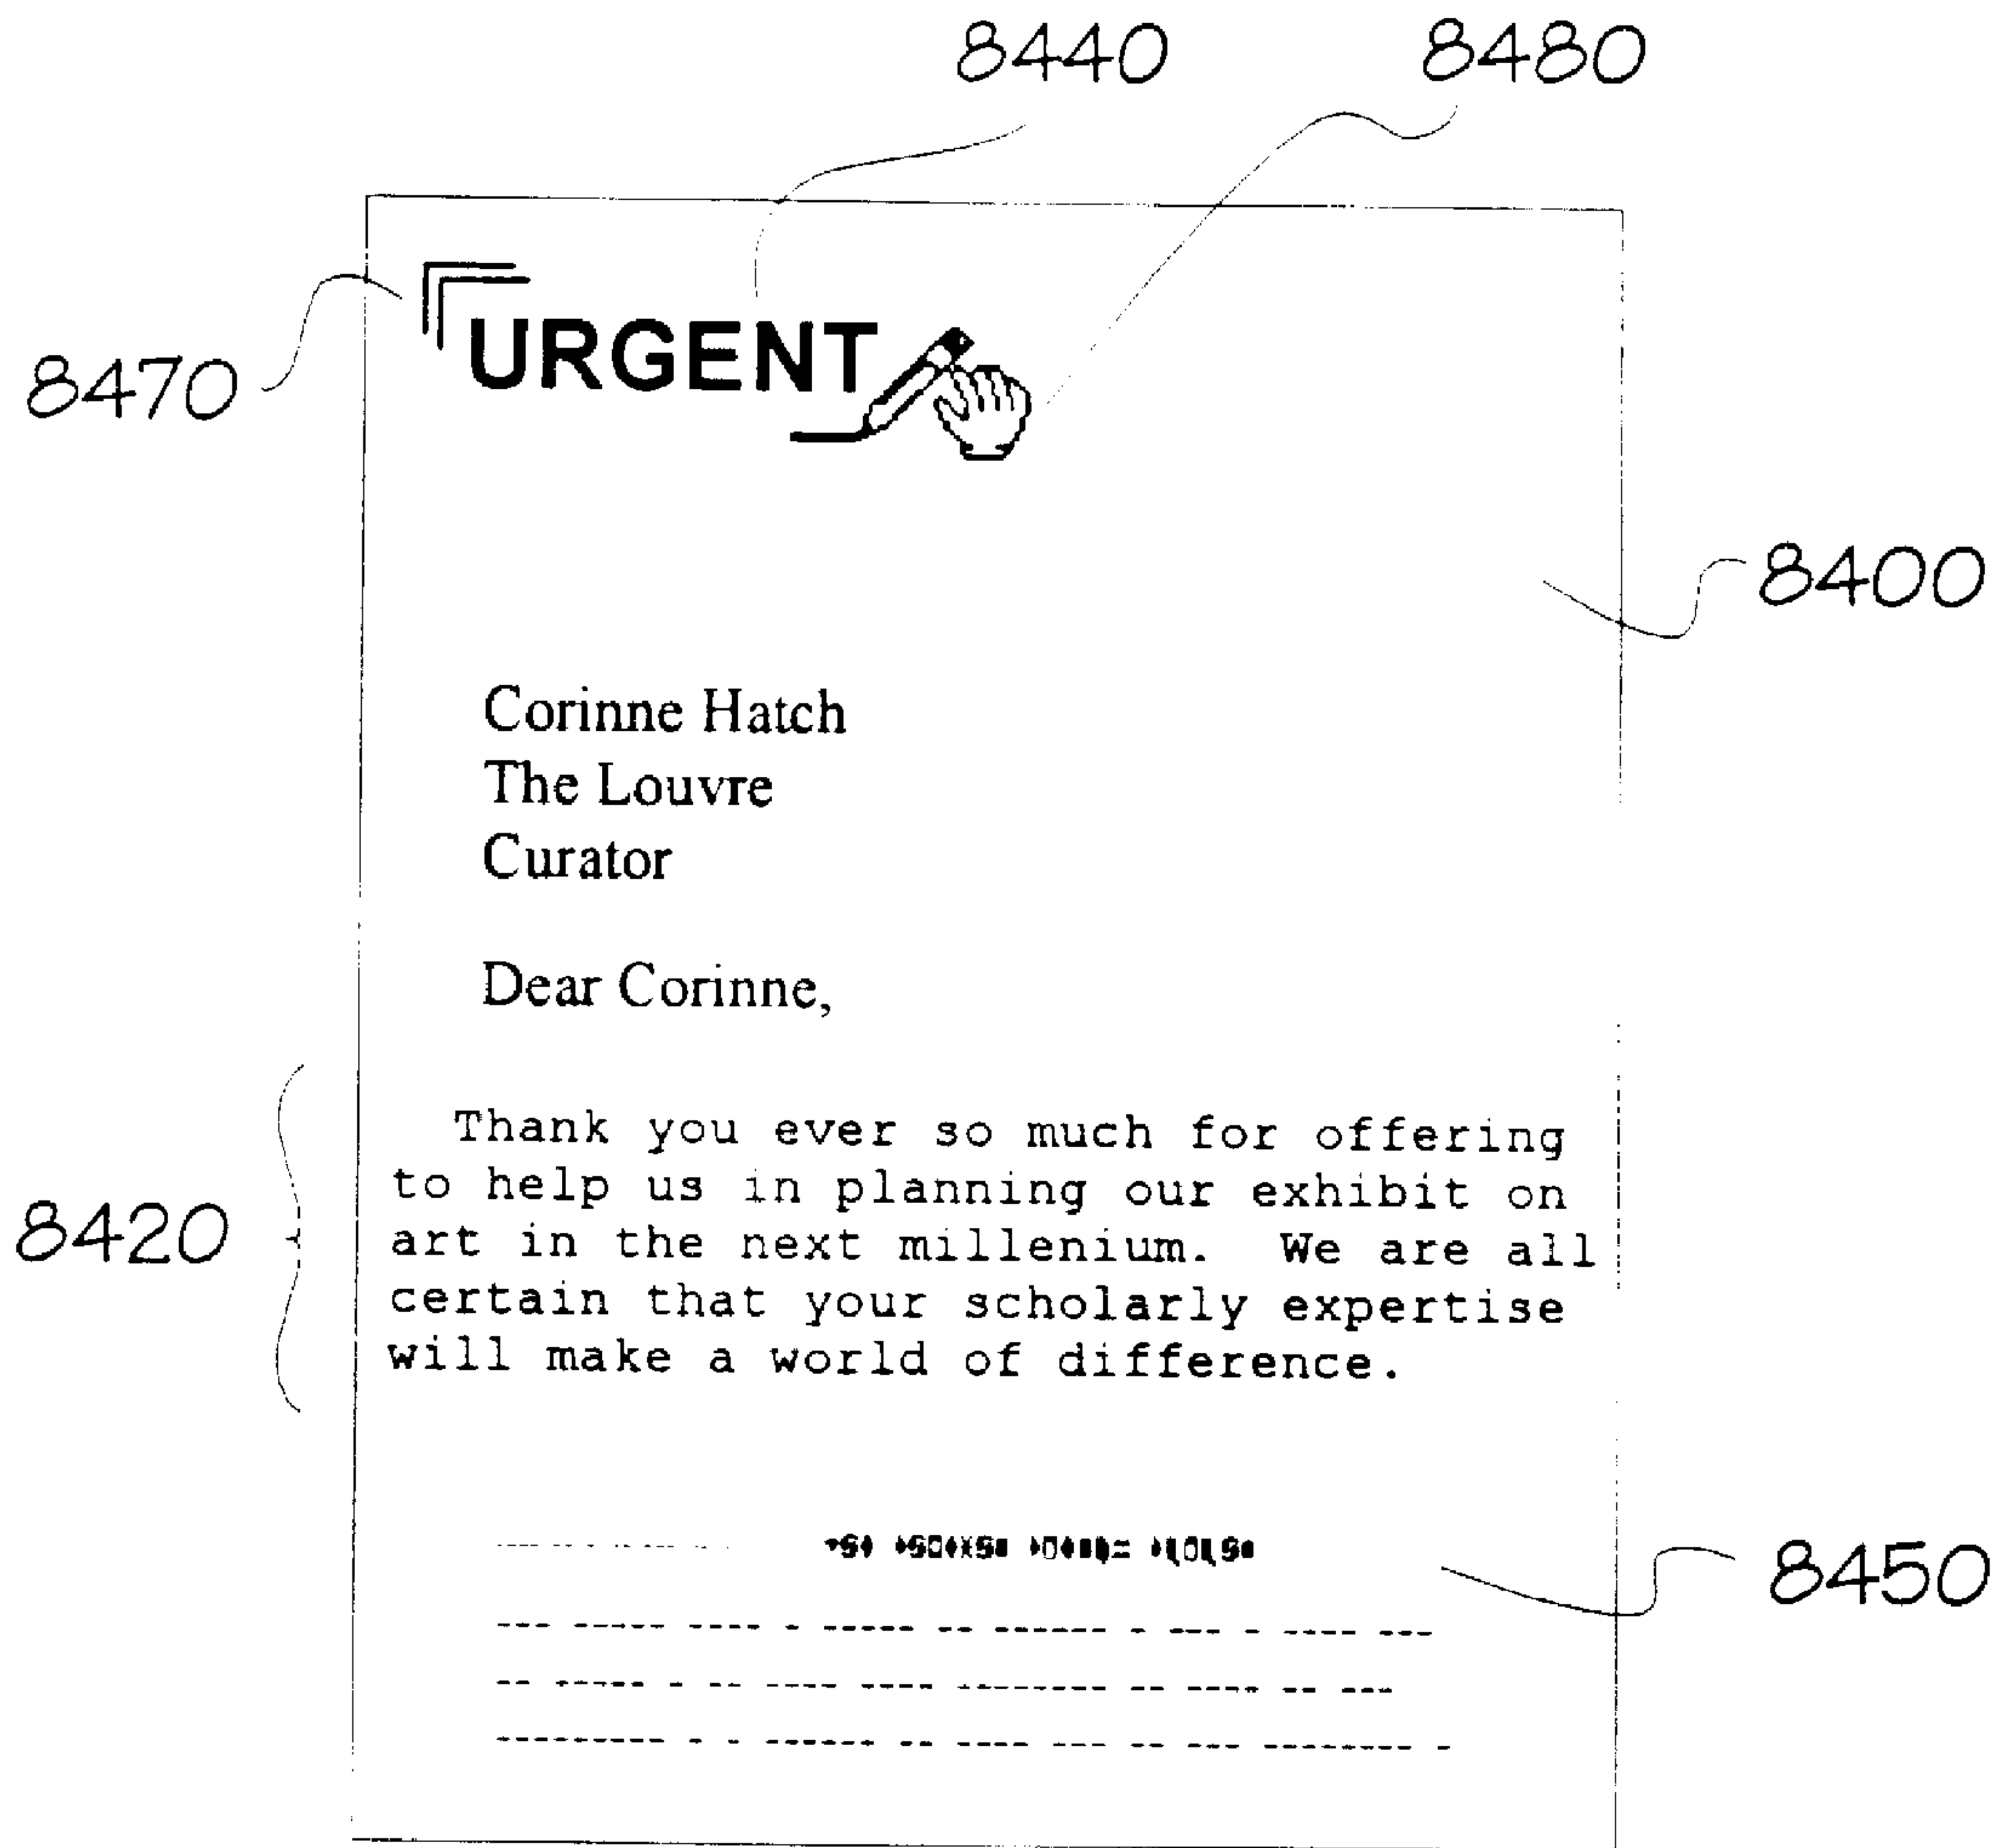 8440 8480
URGENT
8470
8400
Corinne Hatch
The Louvre
Curator
Dear Corinne,
Thank you ever so much for offering
to help us in planning our exhibit on
8420
art in the next millenium. We are all
certain that your scholarly expertise
will make a world of difference.
8450